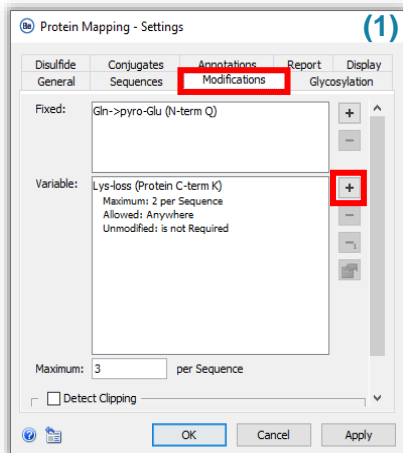 Protein Mapping - Settings
(1)
Disulfide Conjugates Annotations Report Display
General Sequences Modifications Glycosylation
Fixed:
Gln->pyro-Glu (N-term Q)
+
−
Variable:
Lys-loss (Protein C-term K)
Maximum: 2 per Sequence
Allowed: Anywhere
Unmodified: is not Required
+
−
Maximum: 3 per Sequence
Detect Clipping
? OK Cancel Apply